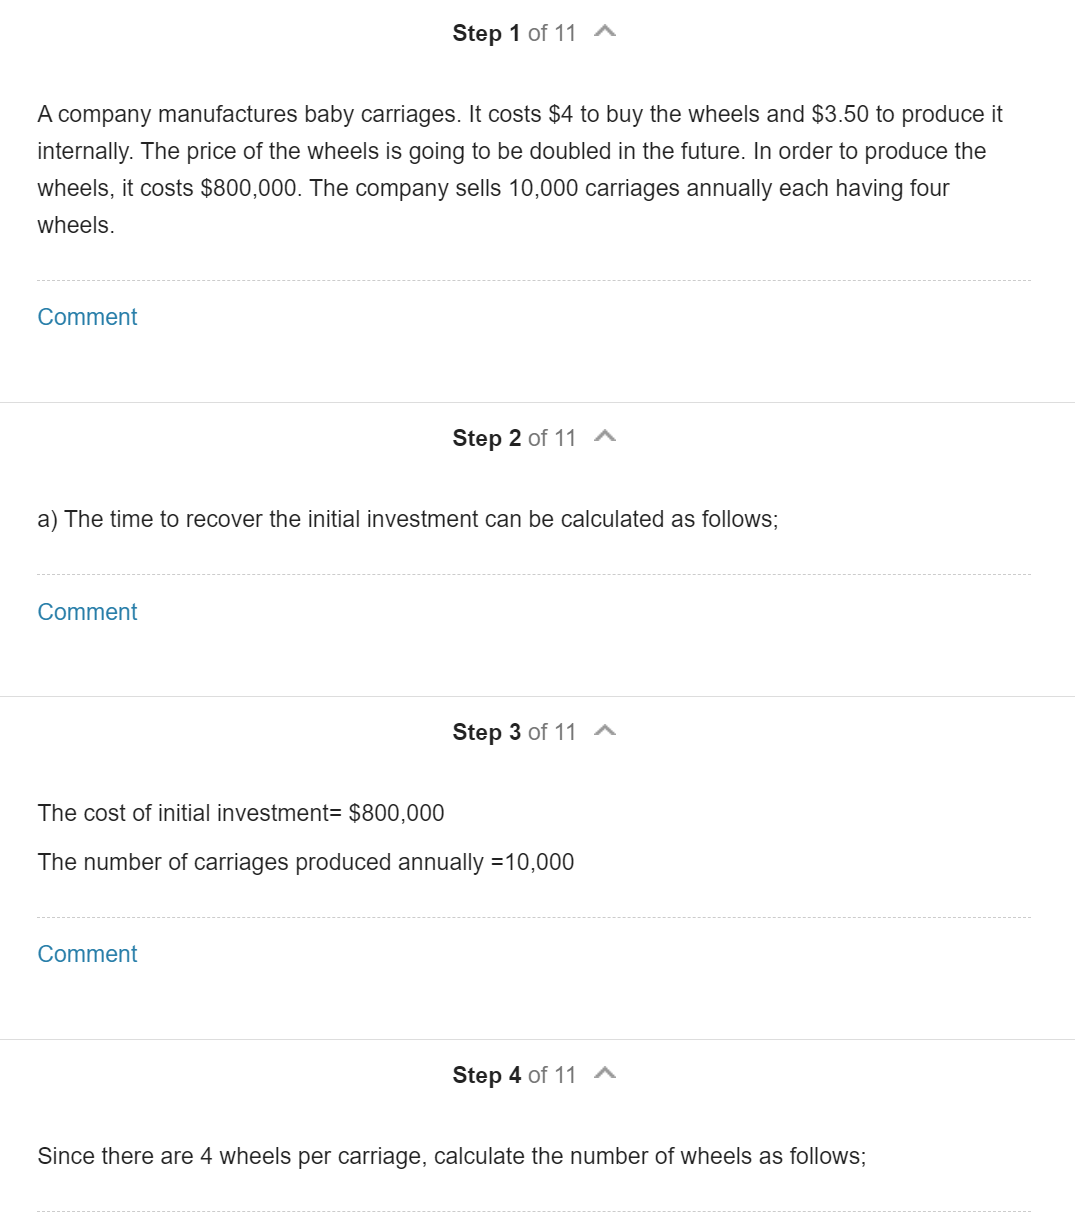 Step 1 of 11
A company manufactures baby carriages. It costs $4 to buy the wheels and $3.50 to produce it
internally. The price of the wheels is going to be doubled in the future. In order to produce the
wheels, it costs $800,000. The company sells 10,000 carriages annually each having four
wheels.
Comment
Step 2 of 11
a) The time to recover the initial investment can be calculated as follows;
Comment
Step 3 of 11
The cost of initial investment= $800,000
The number of carriages produced annually =10,000
Comment
Step 4 of 11
Since there are 4 wheels per carriage, calculate the number of wheels as follows;